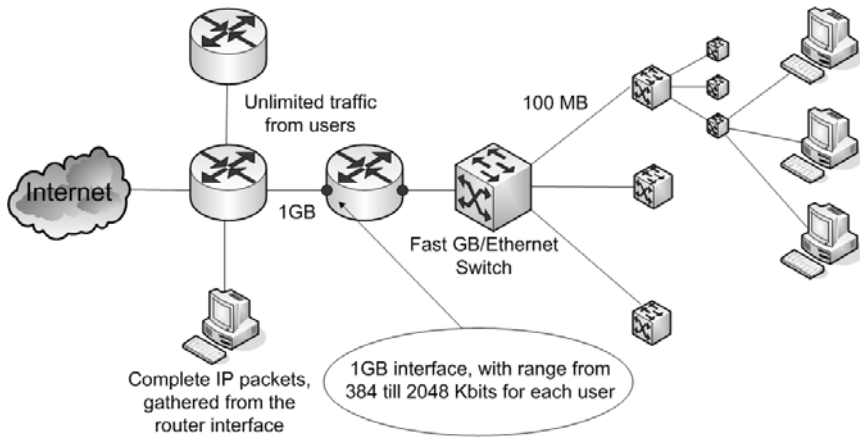 Unlimited traffic
from users
100 MB
Internet
1GB
Fast GB/Ethernet
Switch
Complete IP packets,
gathered from the
router interface
1GB interface, with range from
384 till 2048 Kbits for each user